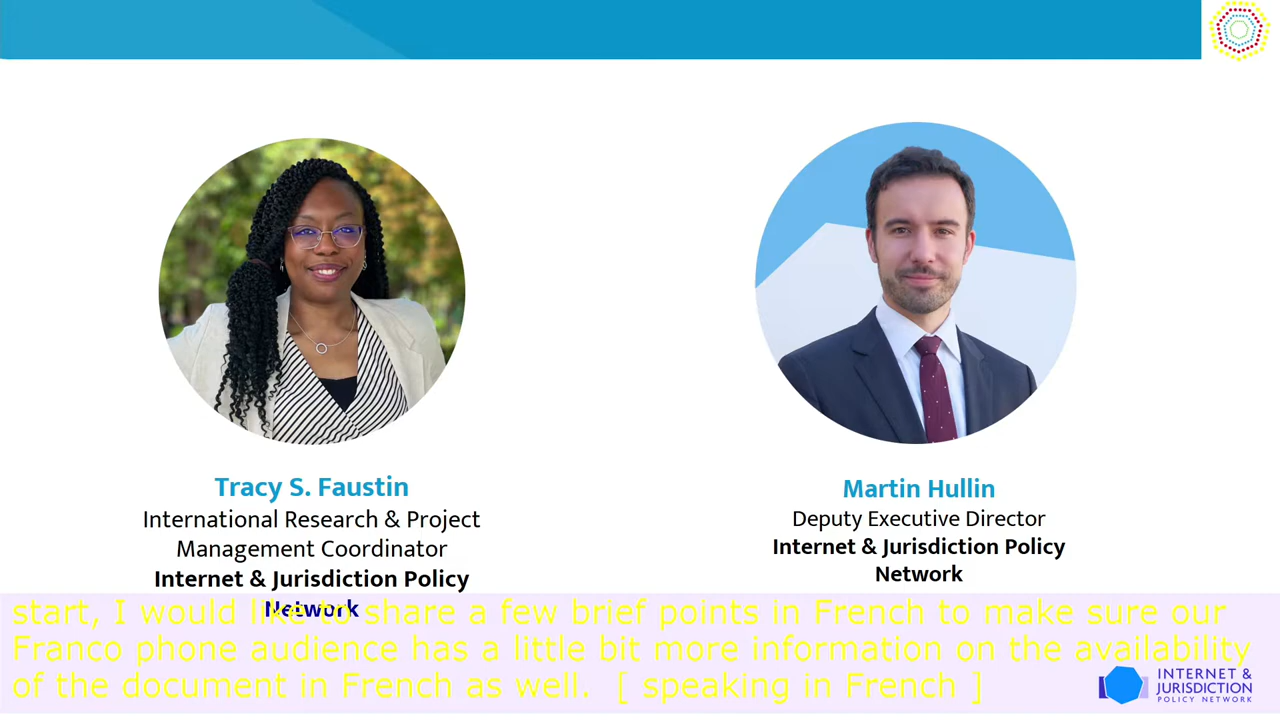 Tracy S. Faustin
International Research & Project
Management Coordinator
Internet & Jurisdiction Policy
Network
Martin Hullin
Deputy Executive Director
Internet & Jurisdiction Policy
Network
start, I would like to share a few brief points in French to make sure our
Franco phone audience has a little bit more information on the availability
of the document in French as well.  [ speaking in French ]
INTERNET &
JURISDICTION
POLICY NETWORK